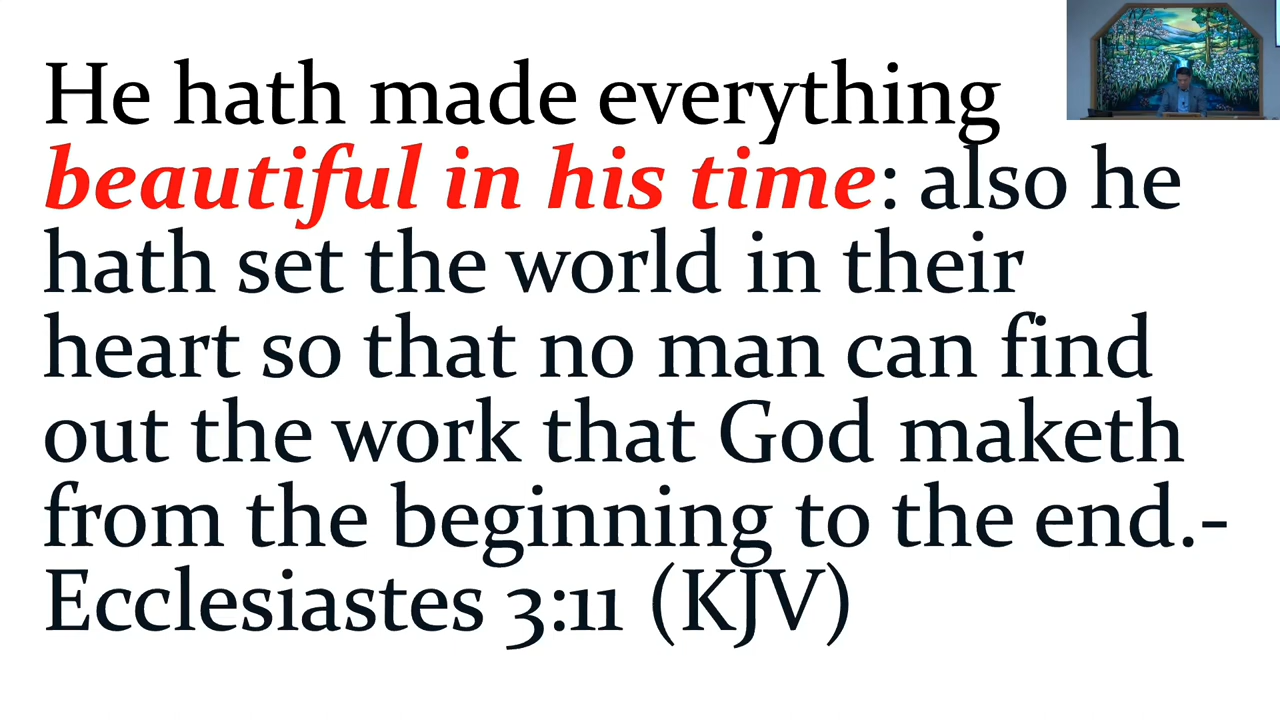 He hath made everything
beautiful in his time: also he
hath set the world in their
heart so that no man can find
out the work that God maketh
from the beginning to the end.-
Ecclesiastes 3:11 (KJV)